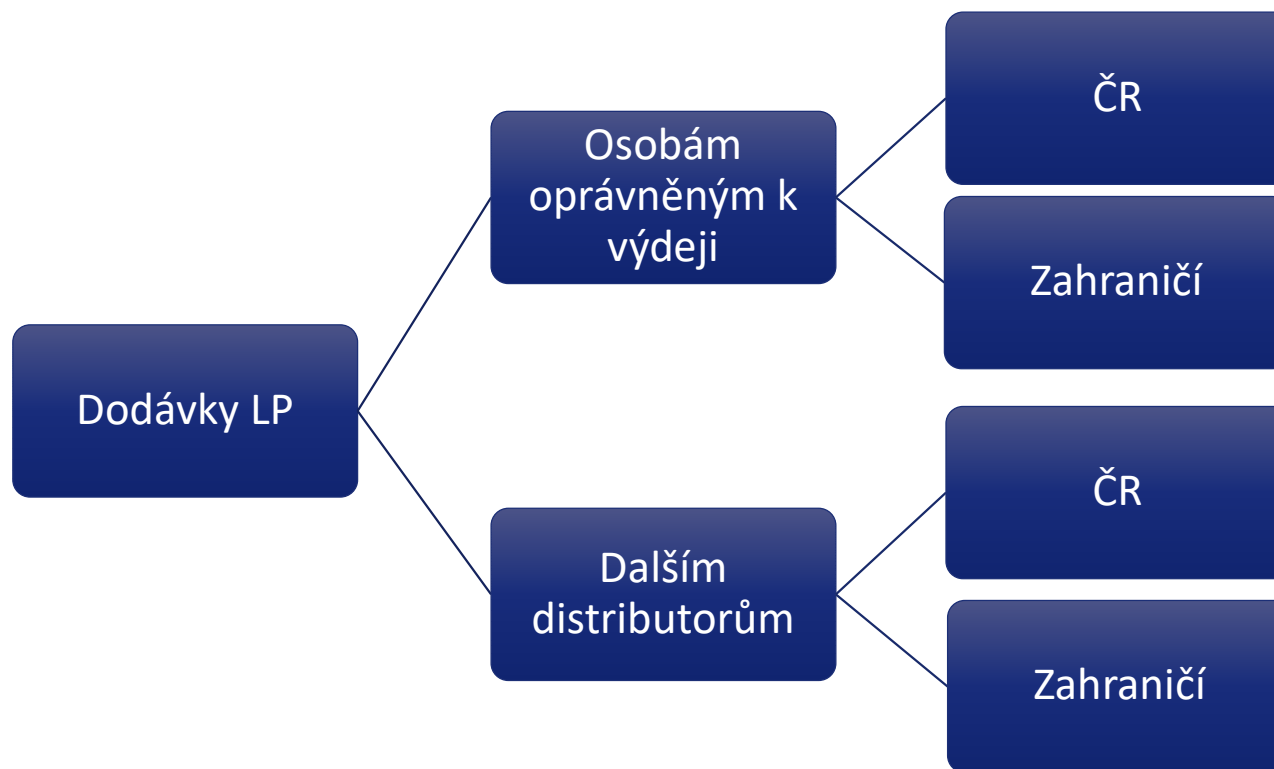 Dodávky LP
Osobám
oprávněným k
výdeji
ČR
Zahraničí
Dalším
distributorům
ČR
Zahraničí